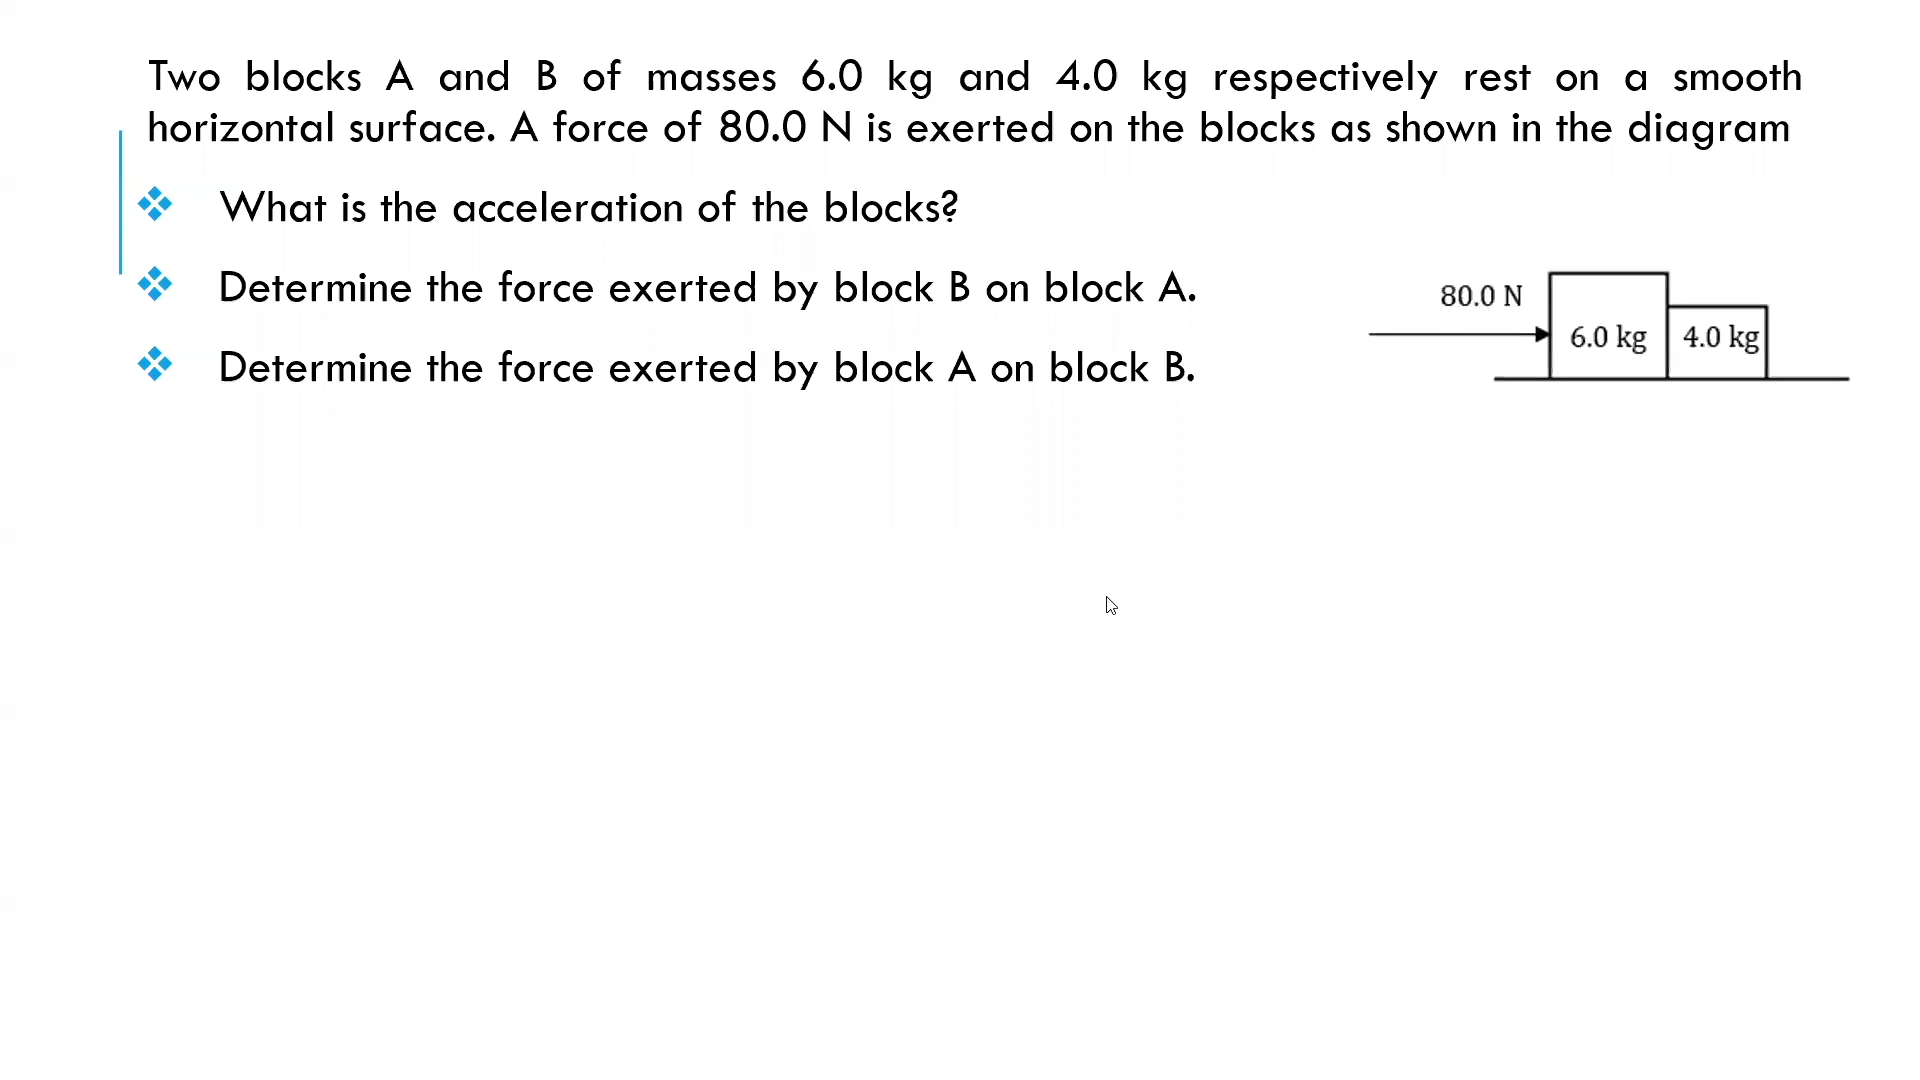 Two blocks A and B of masses 6.0 kg and 4.0 kg respectively rest on a smooth
horizontal surface. A force of 80.0 N is exerted on the blocks as shown in the diagram
What is the acceleration of the blocks?
Determine the force exerted by block B on block A.
Determine the force exerted by block A on block B.
80.0 N
6.0 kg
4.0 kg